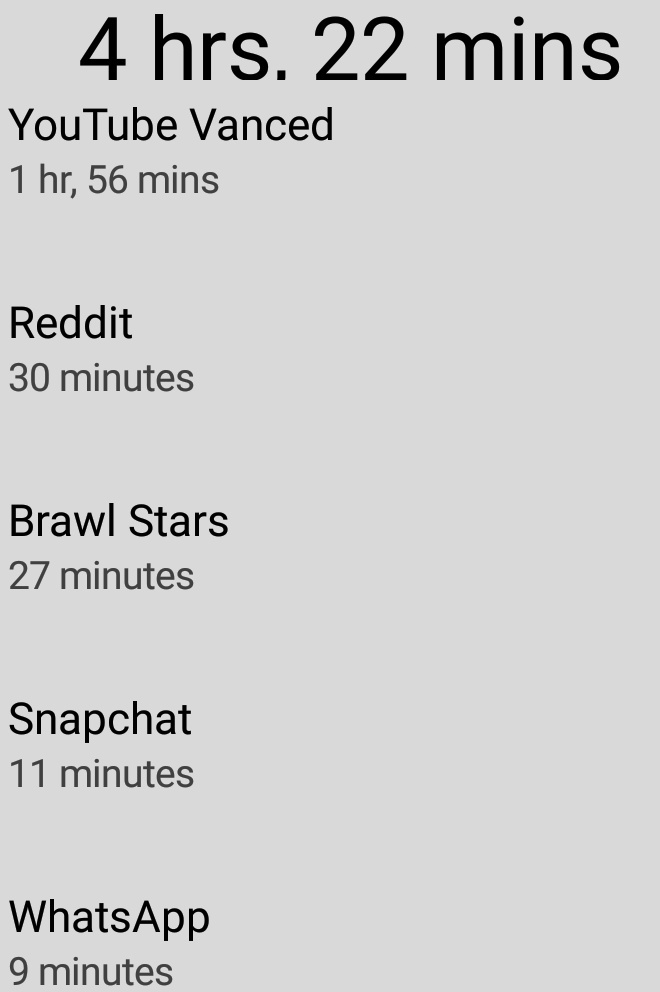 4 hrs. 22 mins
YouTube Vanced
1 hr, 56 mins
Reddit
30 minutes
Brawl Stars
27 minutes
Snapchat
11 minutes
WhatsApp
9 minutes